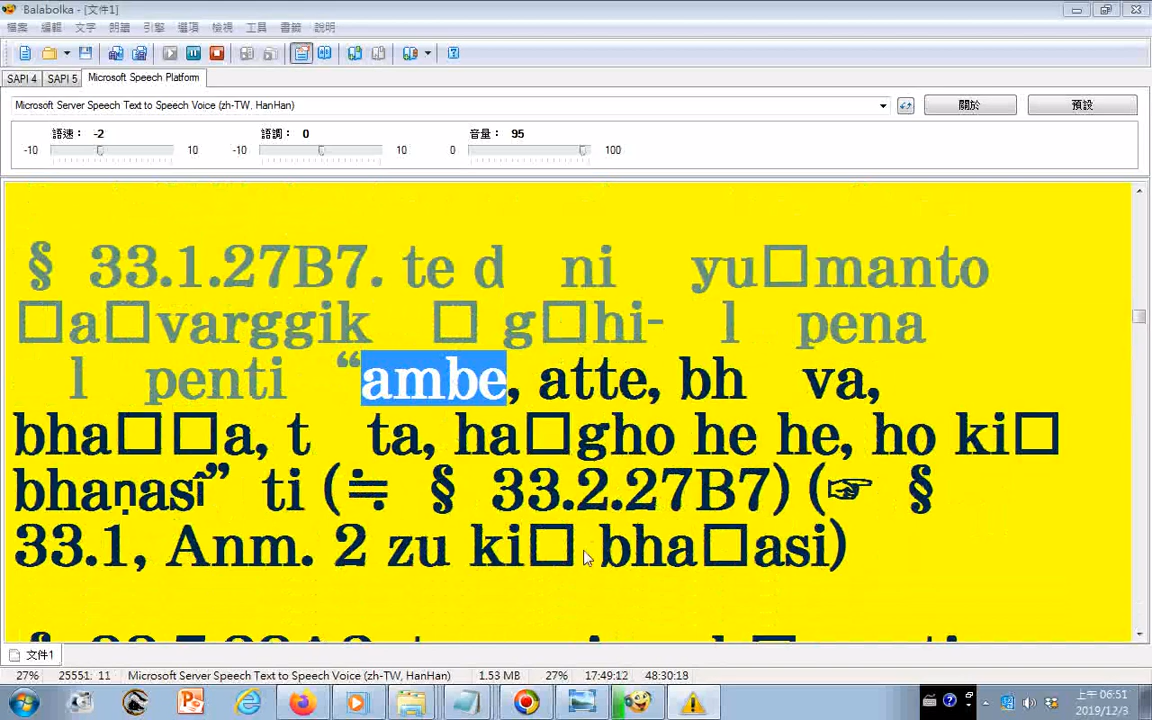 Balabolka - [文件1]
檔案 編輯 文字 朗讀 引擎 選項 檢視 工具 書籤 說明
SAPI 4 SAPI 5 Microsoft Speech Platform
Microsoft Server Speech Text to Speech Voice (zh-TW, HanHan) 關於 預設
語速： -2 語調： 0 音量： 95
-10 10 -10 10 0 100
§ 33.1.27B7. te d ni yu□manto
□a□varggik □ g□hi- l pena
l penti “ambe, atte, bh va,
bha□□a, t ta, ha□gho he he, ho ki□
bhaṇasî” ti (≒ § 33.2.27B7) (☞ §
33.1, Anm. 2 zu ki□ bha□asi)
文件1
27% 25551: 11 Microsoft Server Speech Text to Speech Voice (zh-TW, HanHan) 1.53 MB 27% 17:49:12 48:30:18
上午 06:51
2019/12/3